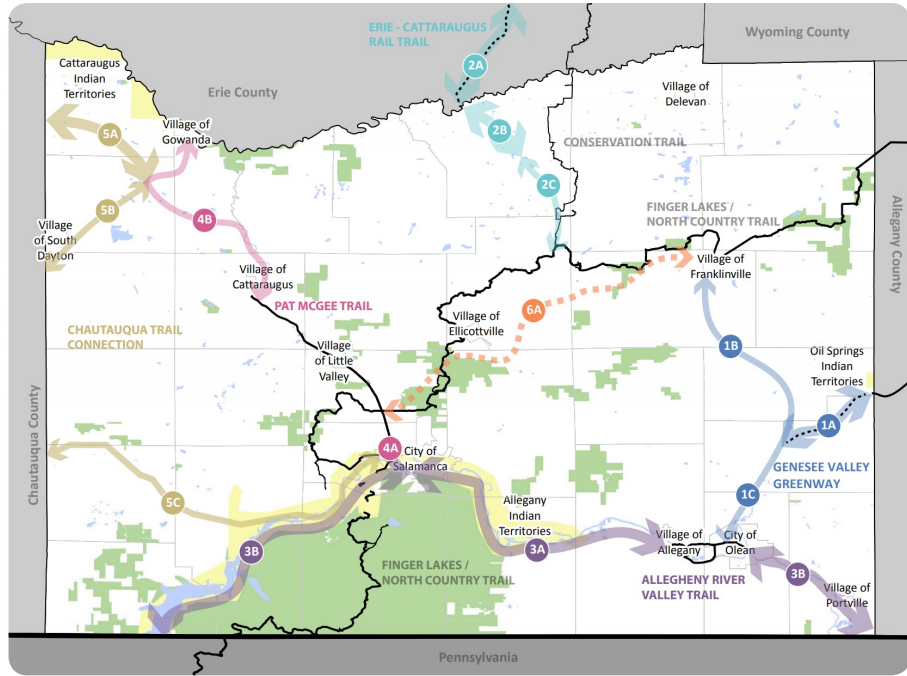 ERIE - CATTARAUGUS
RAIL TRAIL
Wyoming County
Cattaraugus
Indian
Territories
2A
Erie County
Village of
Delevan
5A
Village of
Gowanda
2B
CONSERVATION TRAIL
2C
5B
4B
FINGER LAKES /
NORTH COUNTRY TRAIL
Allegany County
Village
of South
Dayton
Village of
Cattaraugus
Village of
Franklinville
PAT MCGEE TRAIL
6A
Village of
Ellicottville
CHAUTAUQUA TRAIL
CONNECTION
Village
of Little
Valley
1B
Oil Springs
Indian
Territories
Chautauqua County
1A
4A
City of
Salamanca
GENESEE VALLEY
GREENWAY
5C
Allegany
Indian
Territories
1C
3B
3A
Village of
Allegany
City of
Olean
FINGER LAKES /
NORTH COUNTRY TRAIL
ALLEGHENY RIVER
VALLEY TRAIL
3B
Village of
Portville
Pennsylvania